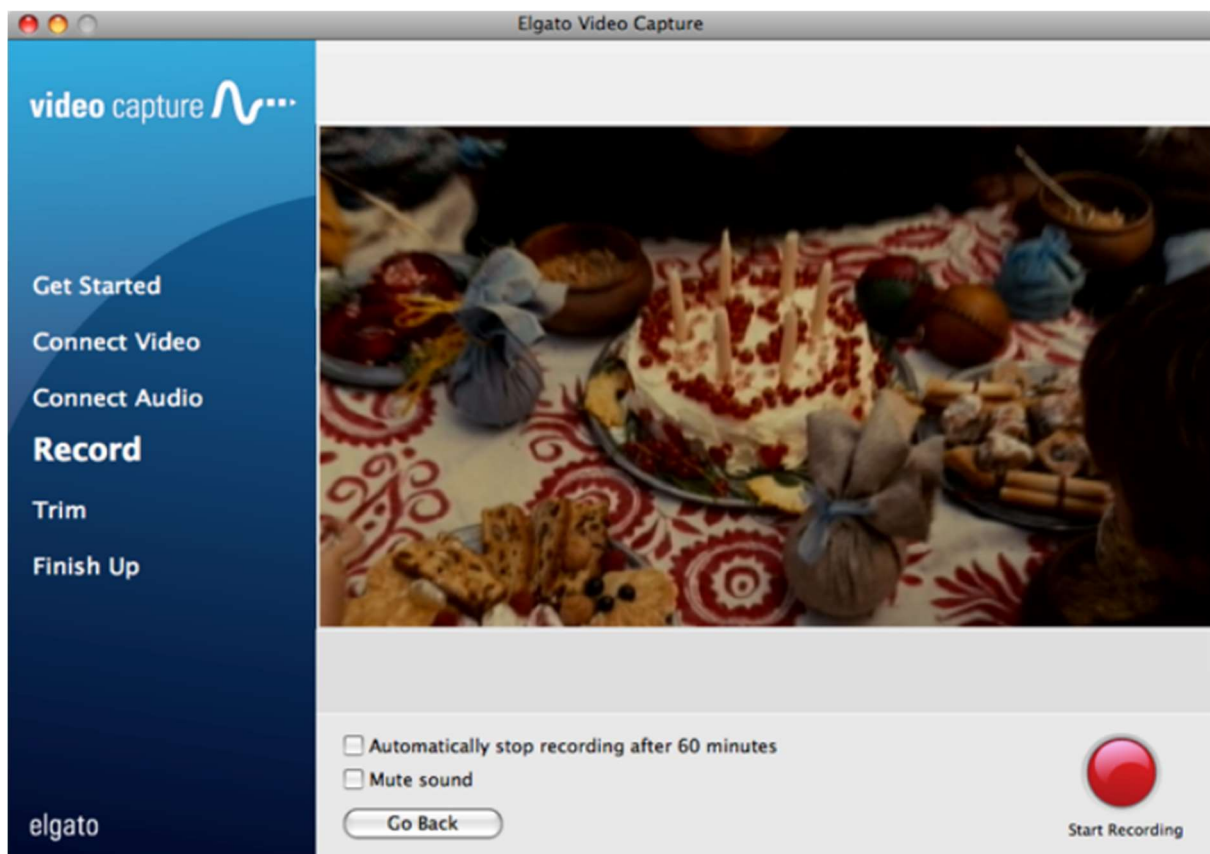 Elgato Video Capture
video capture
Get Started
Connect Video
Connect Audio
Record
Trim
Finish Up
elgato
Automatically stop recording after 60 minutes
Mute sound
Go Back
Start Recording